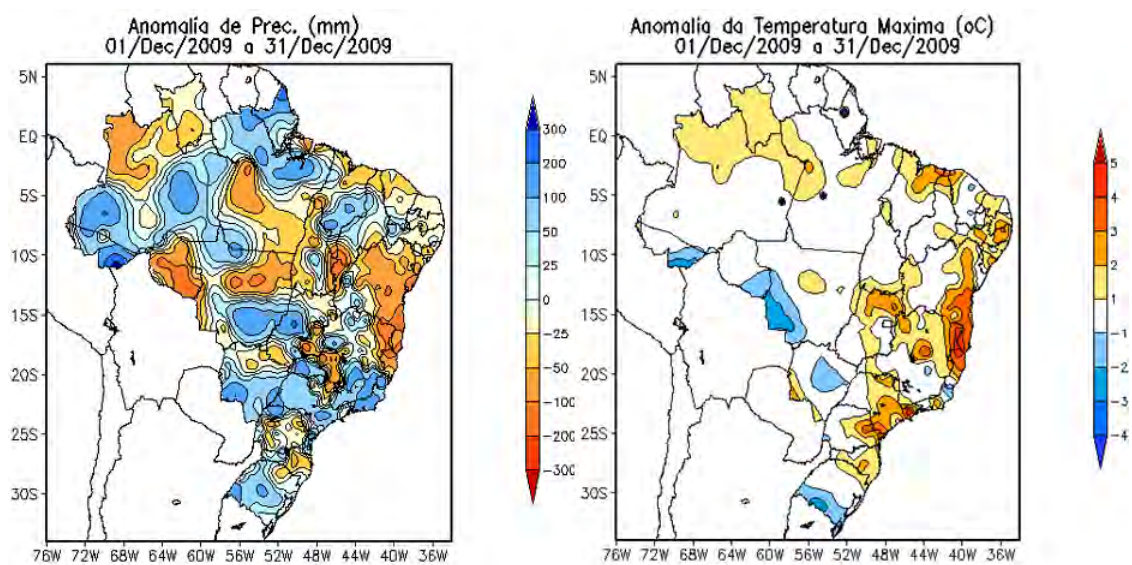 Anomalia de Prec. (mm)
01/Dec/2009 a 31/Dec/2009
5N
EQ
5S
10S
15S
20S
25S
30S
76W 72W 68W 64W 60W 56W 52W 48W 44W 40W 36W
300
200
100
50
25
0
-25
-50
-100
-200
-300
Anomalia da Temperatura Maxima (oC)
01/Dec/2009 a 31/Dec/2009
5N
EQ
5S
10S
15S
20S
25S
30S
76W 72W 68W 64W 60W 56W 52W 48W 44W 40W 36W
5
4
3
2
1
-1
-2
-3
-4